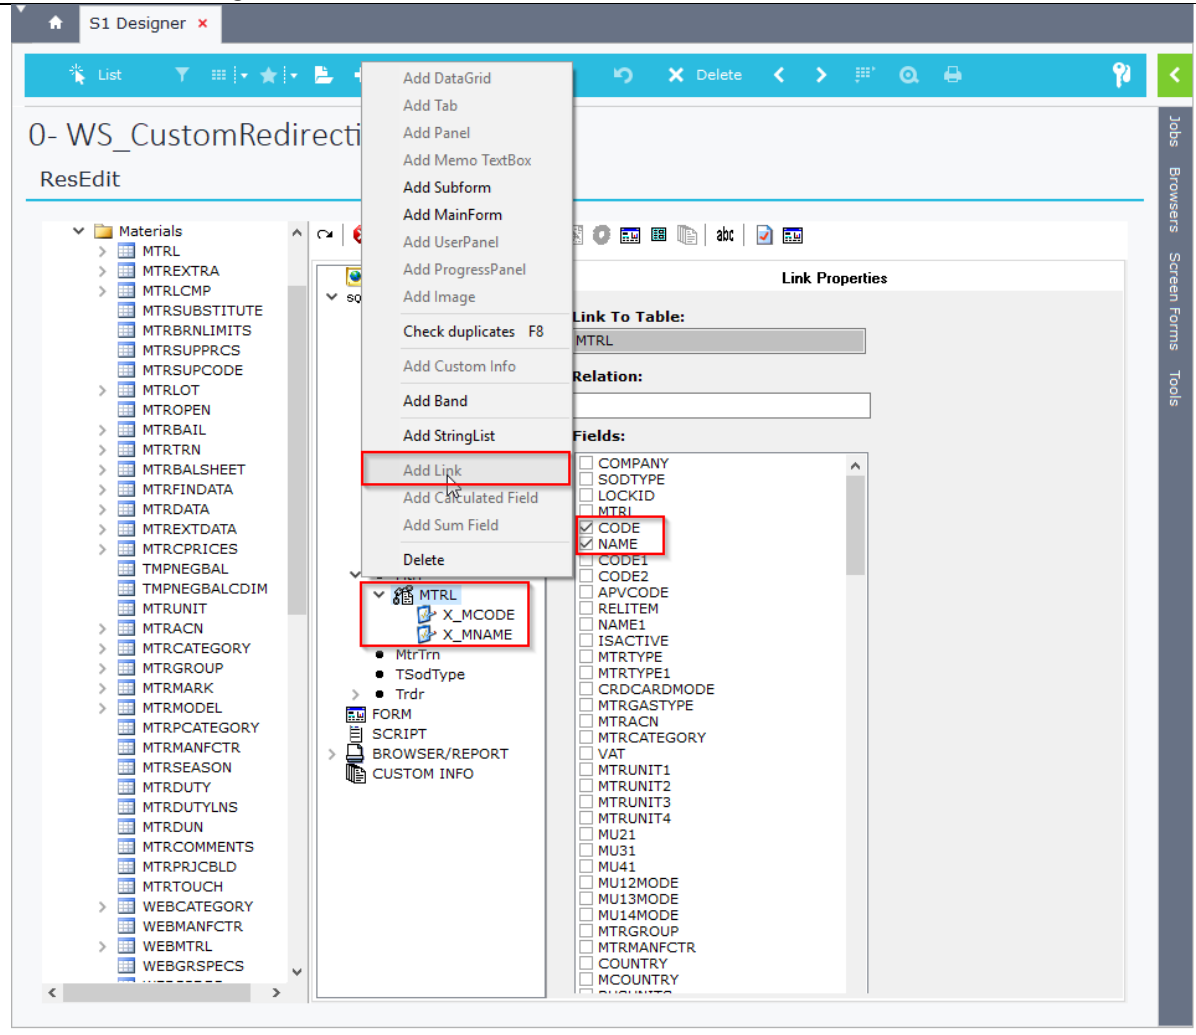 S1 Designer ×
List
Delete
0- WS_CustomRedirecti
ResEdit
Jobs
Browsers
Screen Forms
Tools
Materials
MTRL
MTREXTRA
MTRLCMP
MTRSUBSTITUTE
MTRBRNLIMITS
MTRSUPPRCS
MTRSUPCODE
MTRLOT
MTROPEN
MTRBAIL
MTRTRN
MTRBALSHEET
MTRFINDATA
MTRDATA
MTREXTDATA
MTRCPRICES
TMPNEGBAL
TMPNEGBALCDIM
MTRUNIT
MTRACN
MTRCATEGORY
MTRGROUP
MTRMARK
MTRMODEL
MTRPCATEGORY
MTRMANFCTR
MTRSEASON
MTRDUTY
MTRDUTYLNS
MTRDUN
MTRCOMMENTS
MTRPRJCBLD
MTRTOUCH
WEBCATEGORY
WEBMANFCTR
WEBMTRL
WEBGRSPECS
Add DataGrid
Add Tab
Add Panel
Add Memo TextBox
Add Subform
Add MainForm
Add UserPanel
Add ProgressPanel
Add Image
Check duplicates F8
Add Custom Info
Add Band
Add StringList
Add Link
Add Calculated Field
Add Sum Field
Delete
abc
MTRL
X_MCODE
X_MNAME
MtrTrn
TSodType
Trdr
FORM
SCRIPT
BROWSER/REPORT
CUSTOM INFO
Link Properties
Link To Table:
MTRL
Relation:
Fields:
COMPANY
SODTYPE
LOCKID
MTRL
CODE
NAME
CODE1
CODE2
APVCODE
RELITEM
NAME1
ISACTIVE
MTRTYPE
MTRTYPE1
CRDCARDMODE
MTRGASTYPE
MTRACN
MTRCATEGORY
VAT
MTRUNIT1
MTRUNIT2
MTRUNIT3
MTRUNIT4
MU21
MU31
MU41
MU12MODE
MU13MODE
MU14MODE
MTRGROUP
MTRMANFCTR
COUNTRY
MCOUNTRY